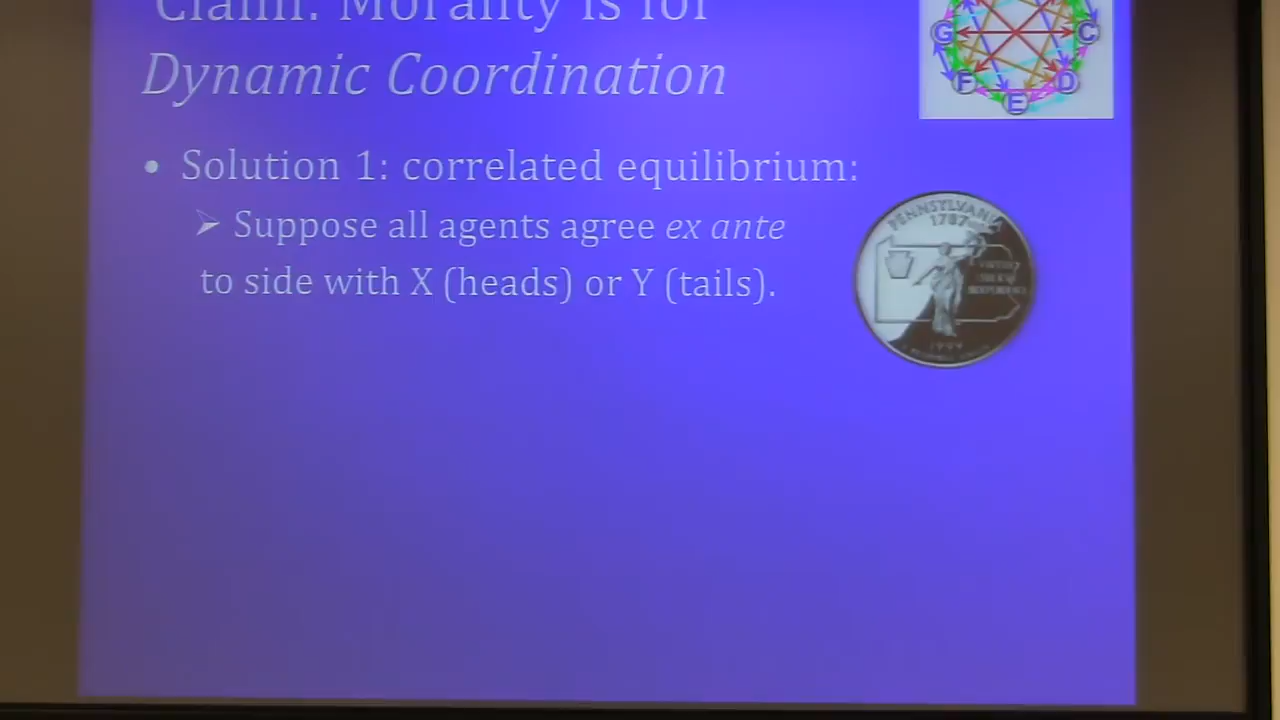 Claim: Morality is for
Dynamic Coordination
G
C
F
D
E
• Solution 1: correlated equilibrium:
➢ Suppose all agents agree ex ante
to side with X (heads) or Y (tails).
PENNSYLVANIA
1787
1999